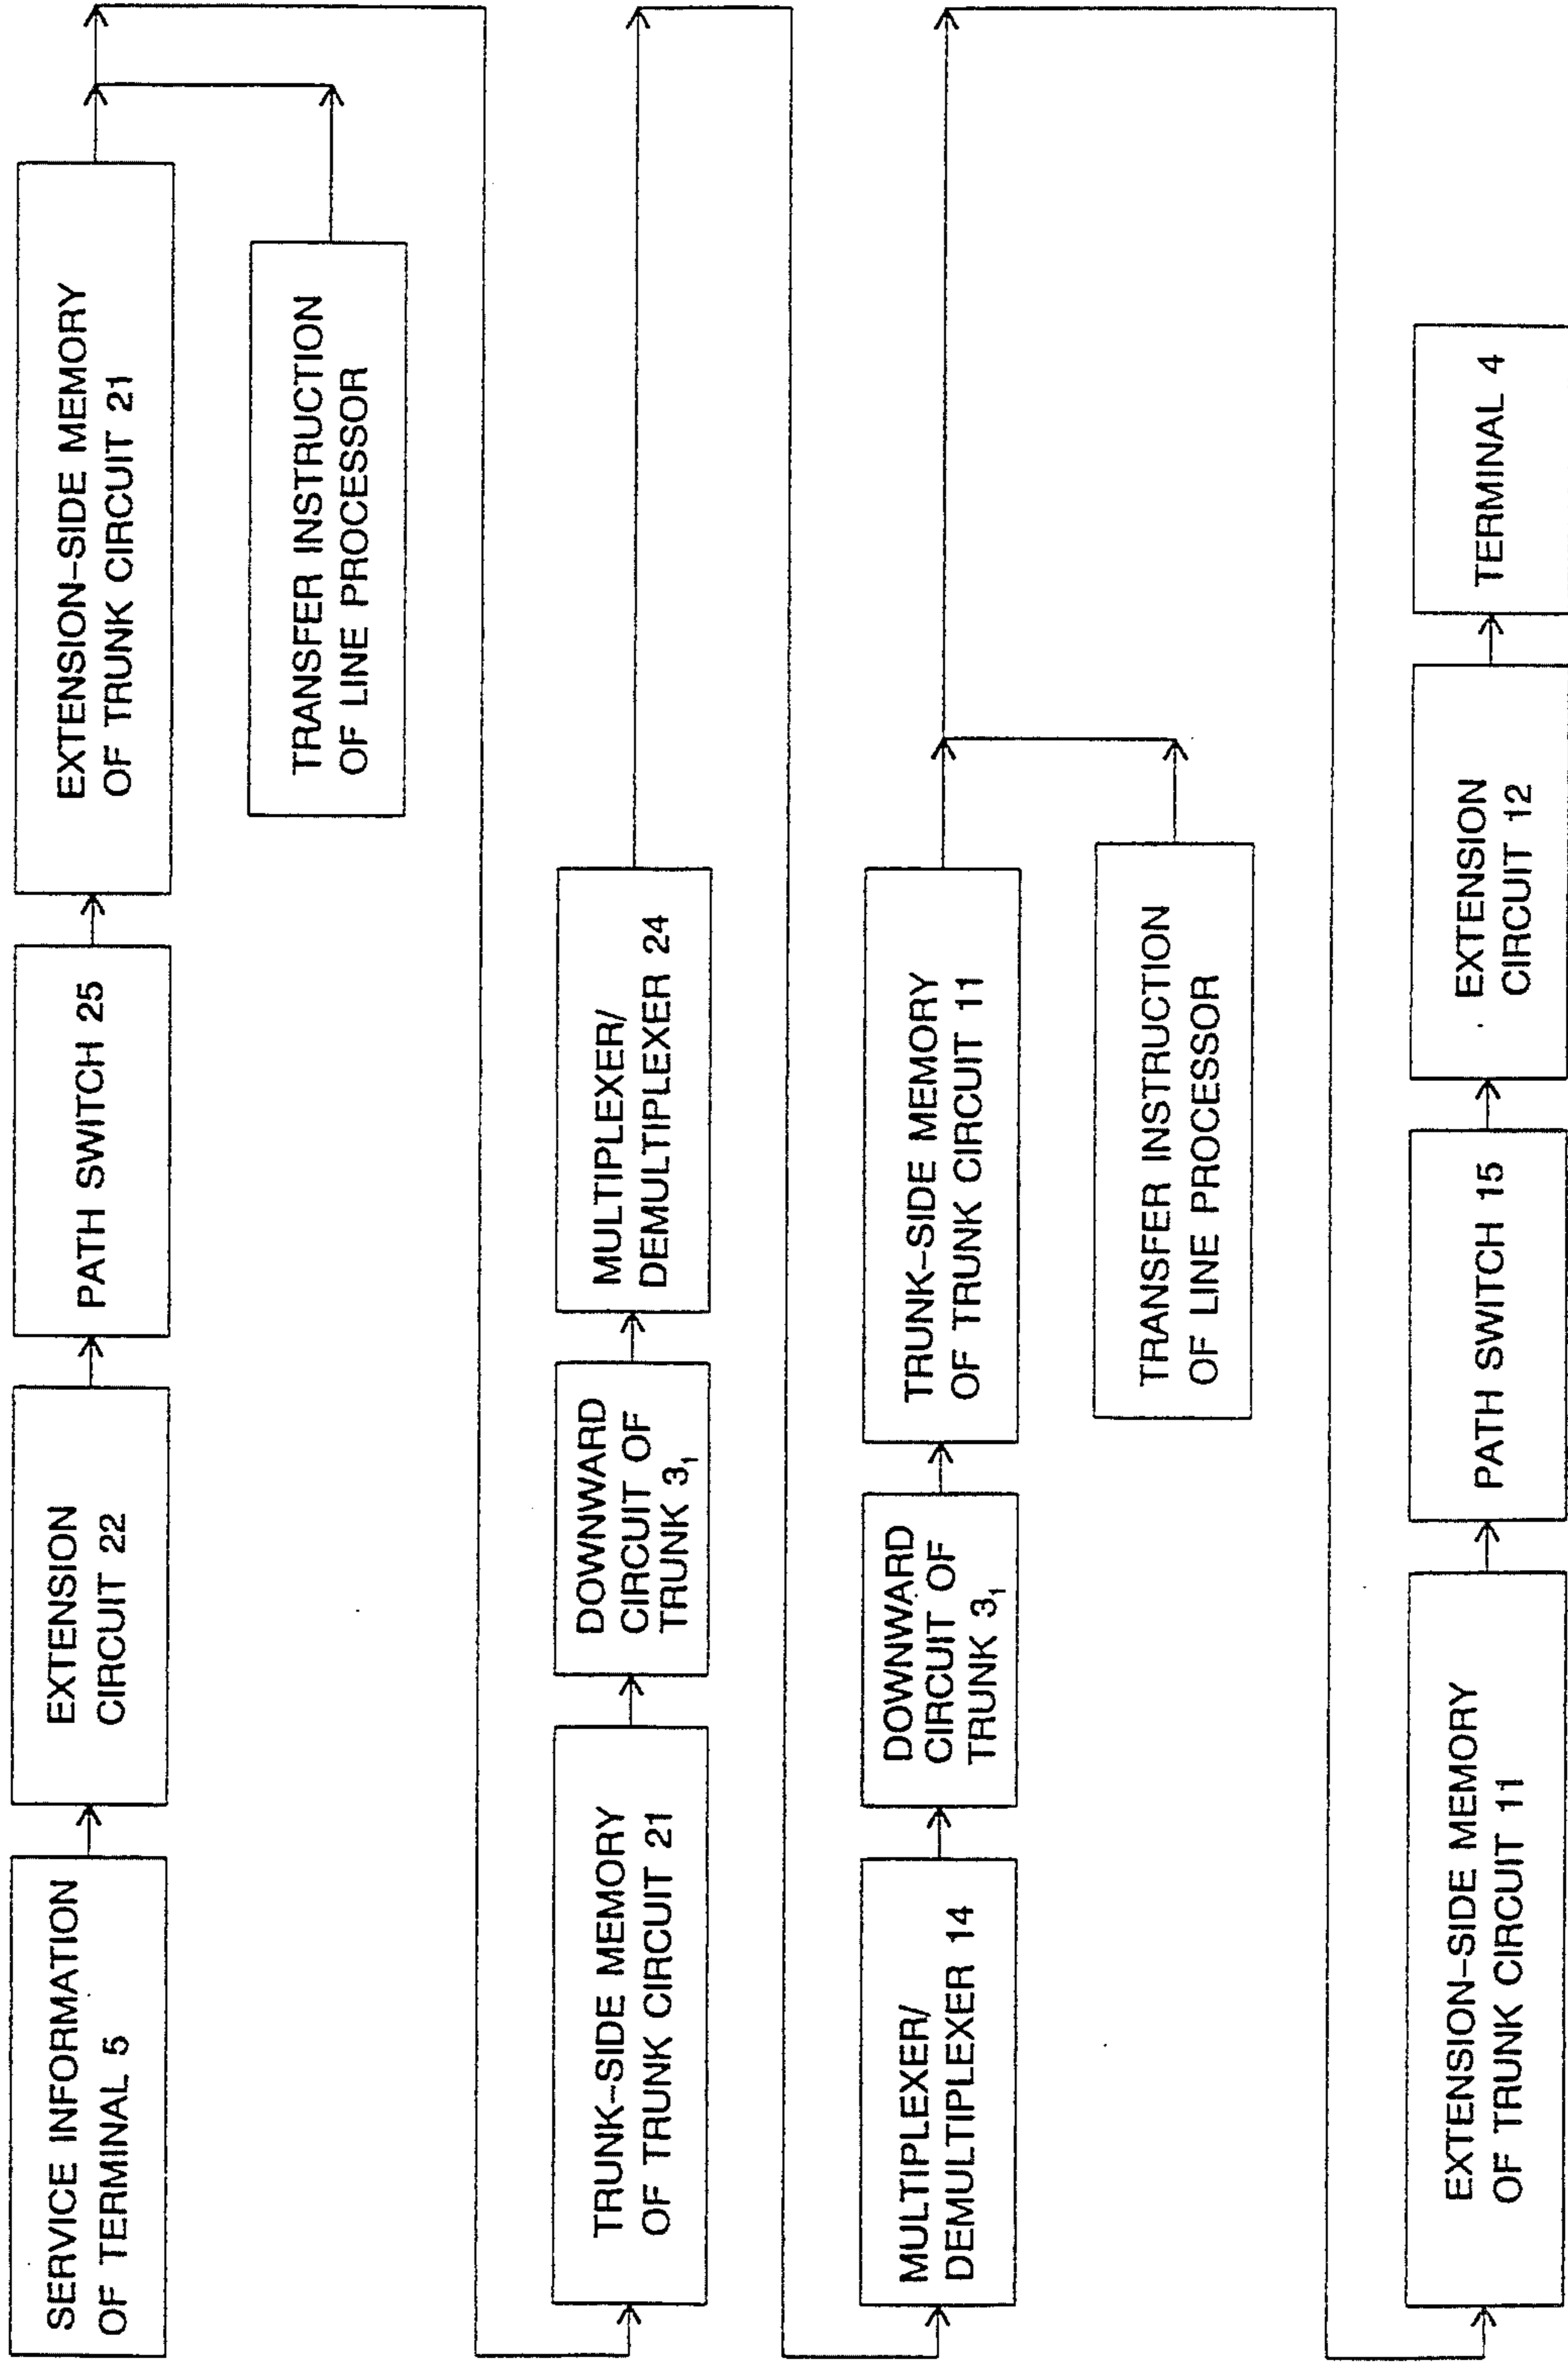 SERVICE INFORMATION
OF TERMINAL 5
EXTENSION
CIRCUIT 22
PATH SWITCH 25
EXTENSION-SIDE MEMORY
OF TRUNK CIRCUIT 21
TRANSFER INSTRUCTION
OF LINE PROCESSOR
TRUNK-SIDE MEMORY
OF TRUNK CIRCUIT 21
DOWNWARD
CIRCUIT OF
TRUNK 3₁
MULTIPLEXER/
DEMULTIPLEXER 24
MULTIPLEXER/
DEMULTIPLEXER 14
DOWNWARD
CIRCUIT OF
TRUNK 3₁
TRUNK-SIDE MEMORY
OF TRUNK CIRCUIT 11
TRANSFER INSTRUCTION
OF LINE PROCESSOR
EXTENSION-SIDE MEMORY
OF TRUNK CIRCUIT 11
PATH SWITCH 15
EXTENSION
CIRCUIT 12
TERMINAL 4